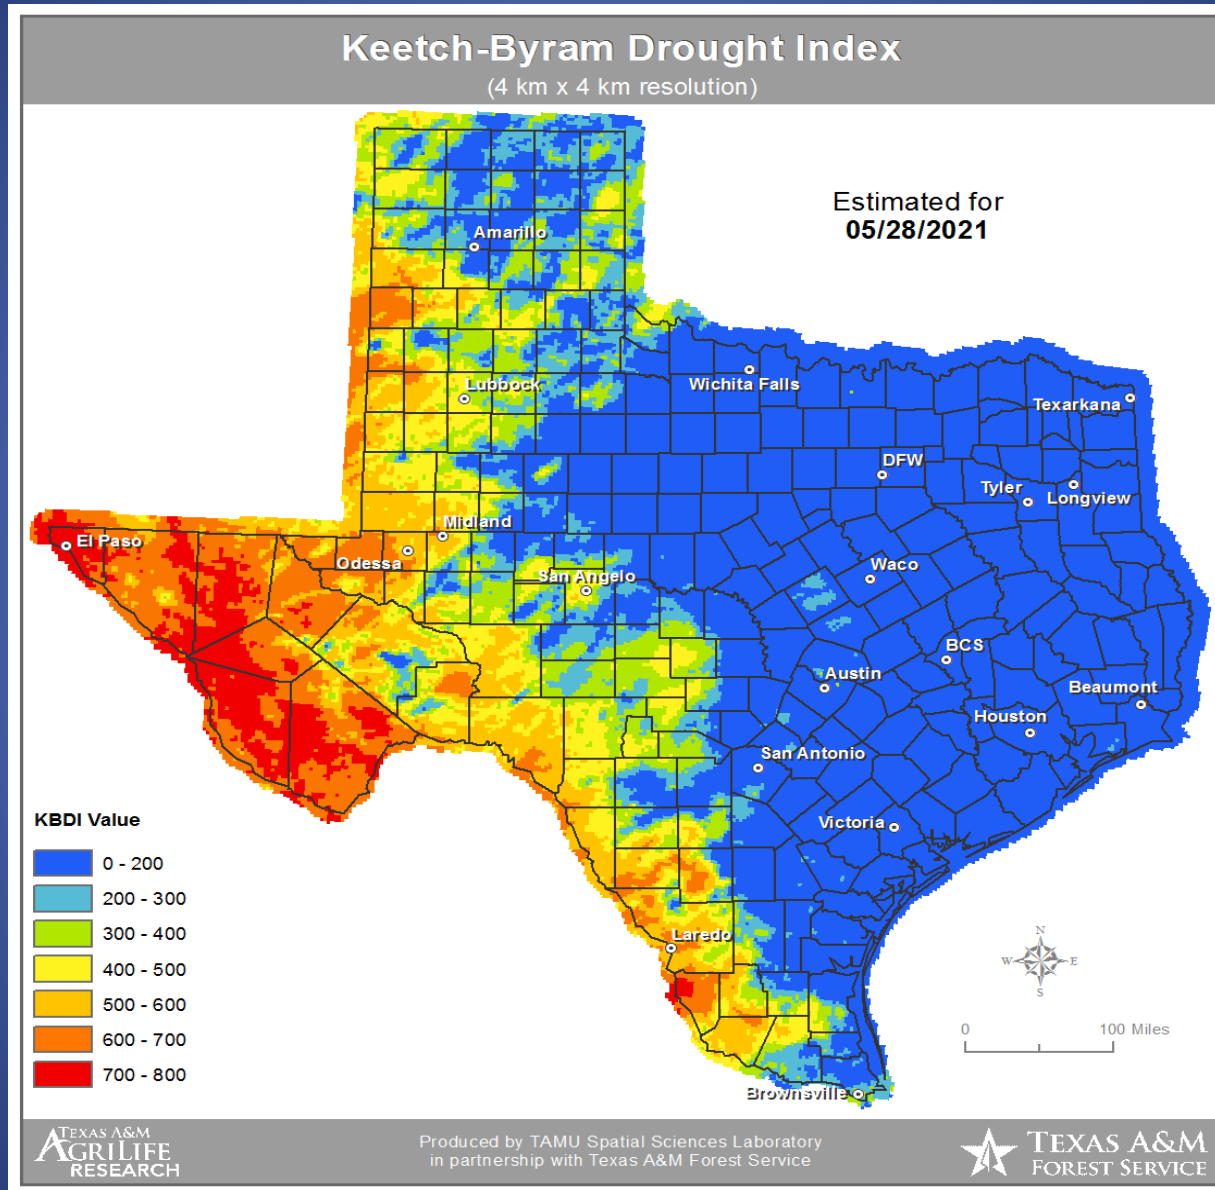 Keetch-Byram Drought Index
(4 km x 4 km resolution)
Estimated for
05/28/2021
Amarillo
Lubbock
Wichita Falls
Texarkana
DFW
Tyler
Longview
Midland
El Paso
Odessa
San Angelo
Waco
BCS
Austin
Beaumont
Houston
San Antonio
Victoria
Laredo
Brownsville
KBDI Value
0 - 200
200 - 300
300 - 400
400 - 500
500 - 600
600 - 700
700 - 800
N
W
E
S
0 100 Miles
TEXAS A&M
AGRILIFE
RESEARCH
Produced by TAMU Spatial Sciences Laboratory
in partnership with Texas A&M Forest Service
TEXAS A&M
FOREST SERVICE